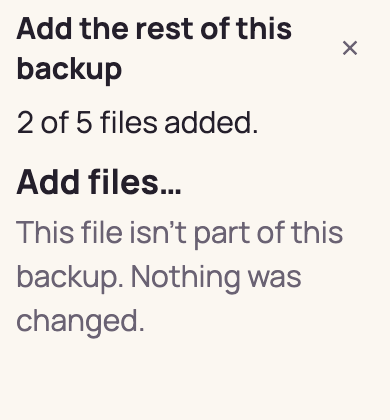 Add the rest of this
backup
2 of 5 files added.
Add files…
This file isn’t part of this
backup. Nothing was
changed.